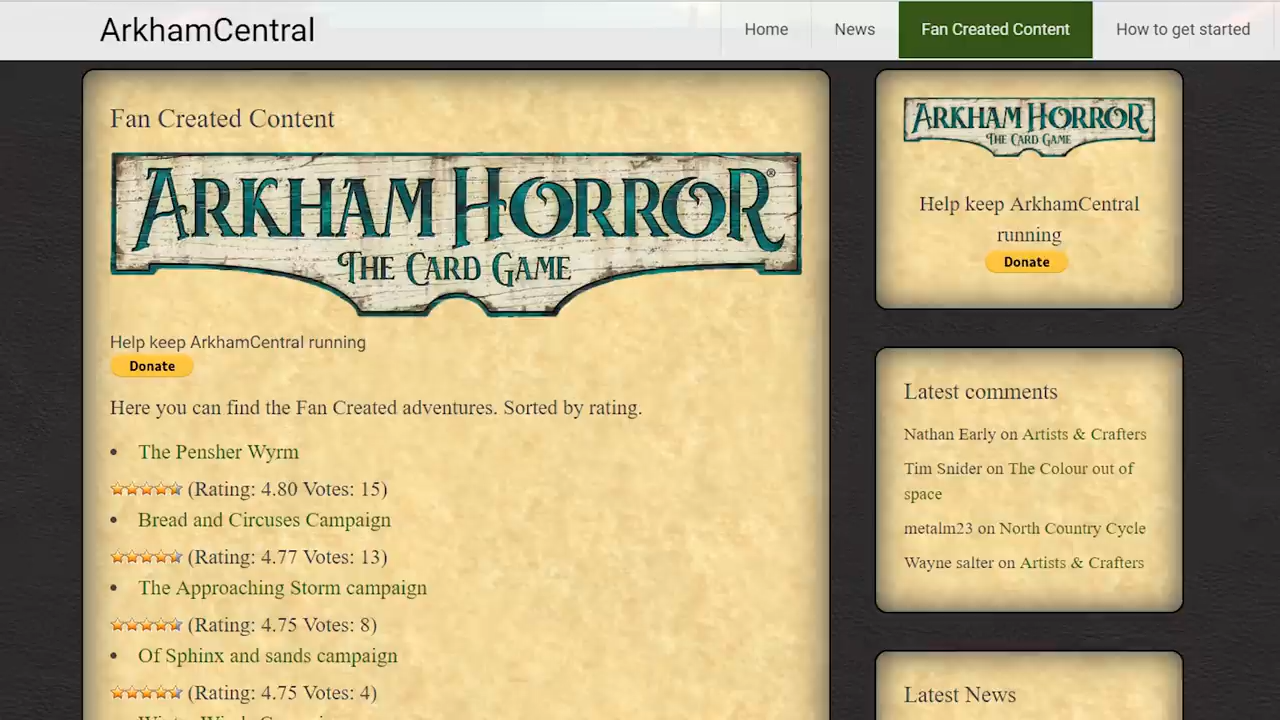 ArkhamCentral
Home
News
Fan Created Content
How to get started
Fan Created Content
ARKHAM HORROR®
THE CARD GAME
Help keep ArkhamCentral running
Donate
Here you can find the Fan Created adventures. Sorted by rating.
• The Pensher Wyrm
(Rating: 4.80 Votes: 15)
• Bread and Circuses Campaign
(Rating: 4.77 Votes: 13)
• The Approaching Storm campaign
(Rating: 4.75 Votes: 8)
• Of Sphinx and sands campaign
(Rating: 4.75 Votes: 4)
ARKHAM HORROR
THE CARD GAME
Help keep ArkhamCentral
running
Donate
Latest comments
Nathan Early on Artists & Crafters
Tim Snider on The Colour out of
space
metalm23 on North Country Cycle
Wayne salter on Artists & Crafters
Latest News